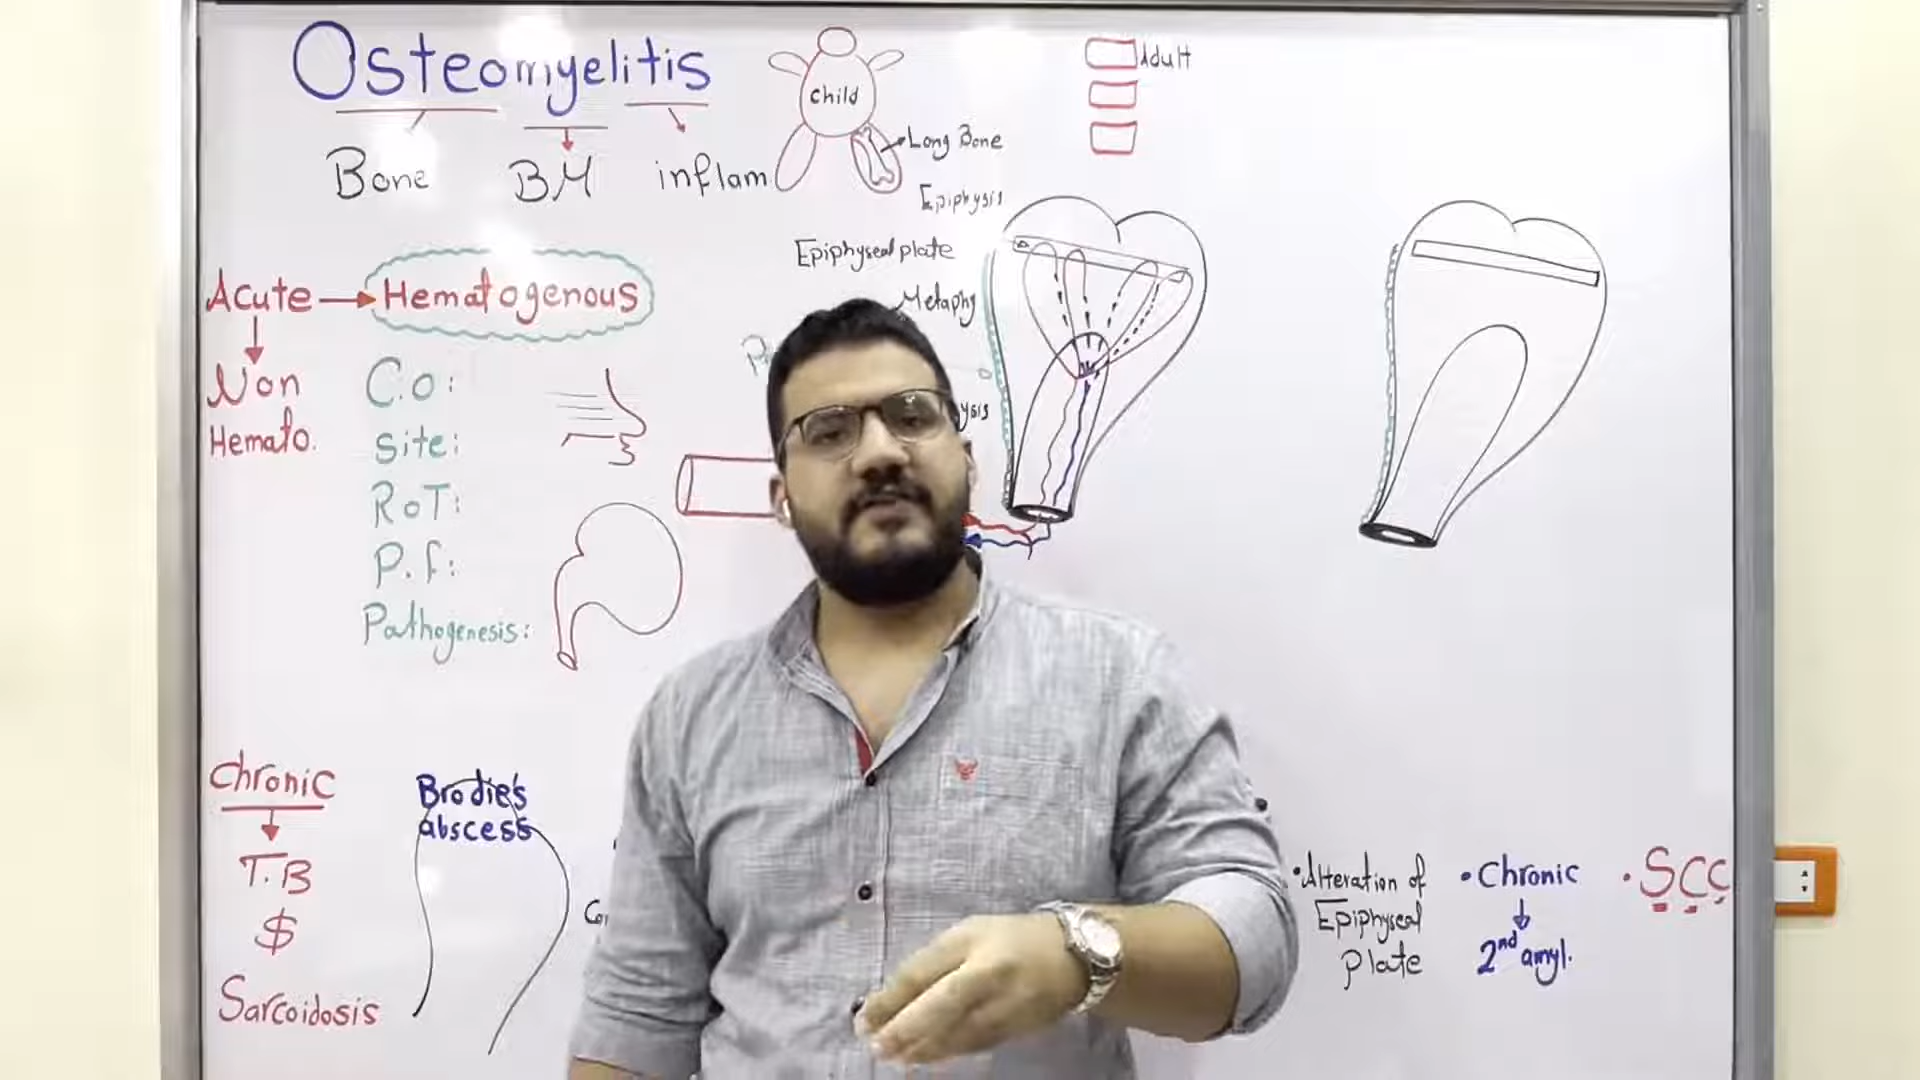 Osteomyelitis
Bone
BM
inflam
child
Long Bone
Adult
Epiphysis
Epiphyseal plate
Metaphy
ysis
Acute → Hematogenous
Non
Hemato.
C.O:
Site:
RoT:
P.f:
Pathogenesis:
Chronic
T.B
$
Sarcoidosis
Brodie's
abscess
• Alteration of
Epiphyseal
plate
• Chronic
2nd amyl.
• SCC